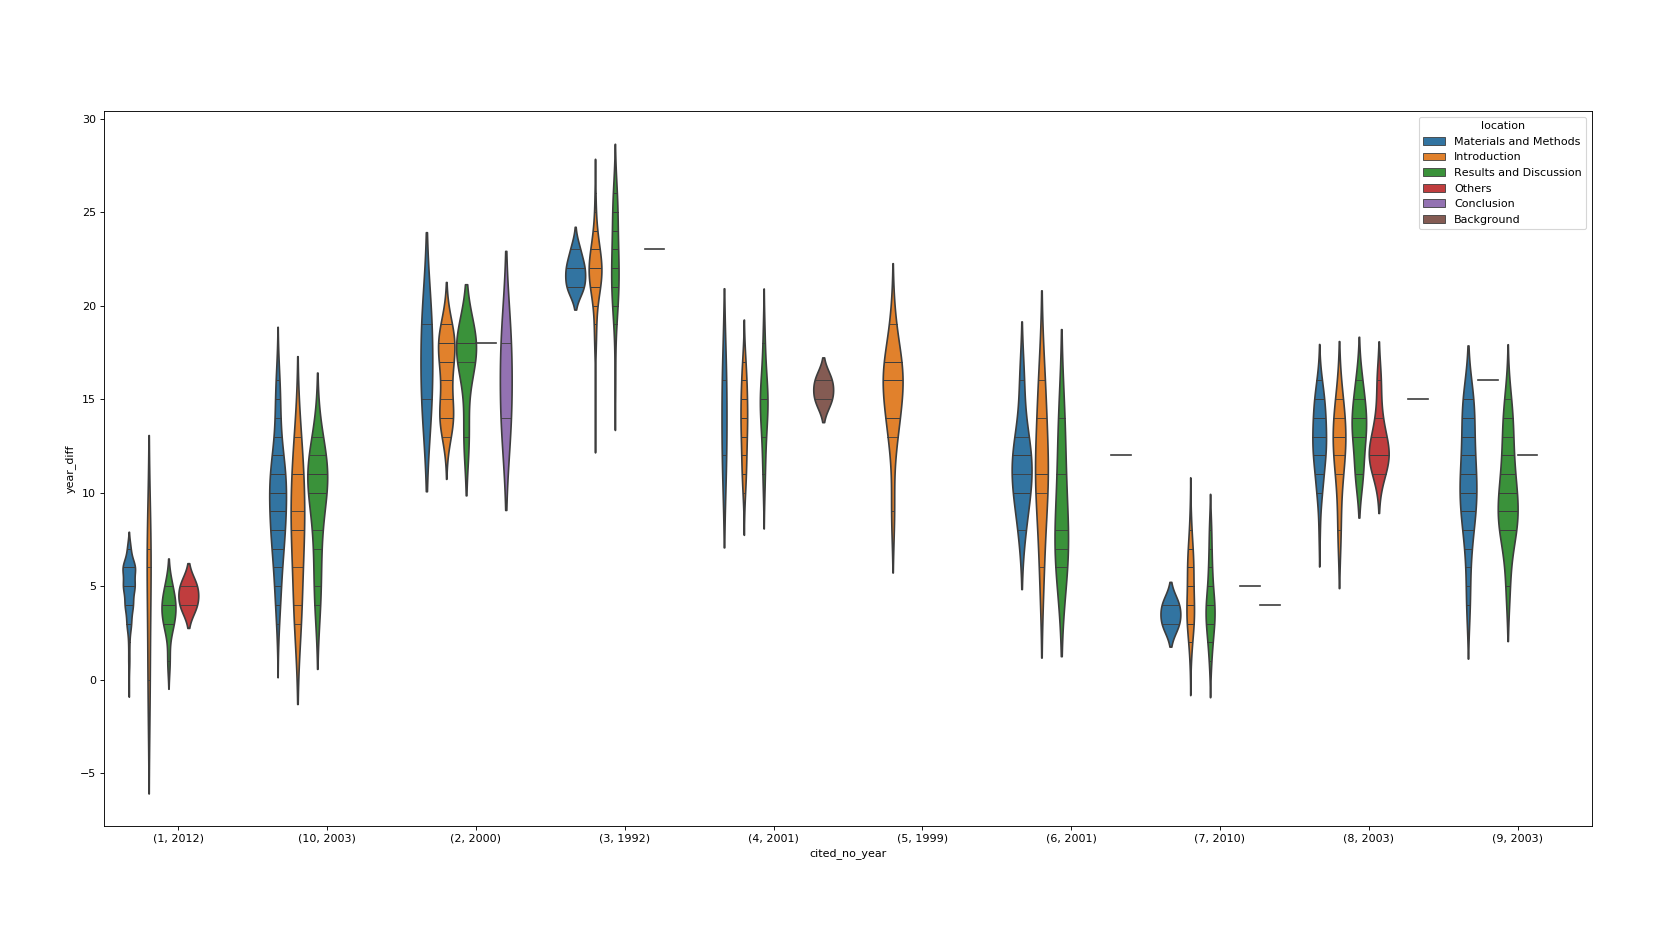 30
25
20
15
10
5
0
−5
year_diff
location
Materials and Methods
Introduction
Results and Discussion
Others
Conclusion
Background
(1, 2012) (10, 2003) (2, 2000) (3, 1992) (4, 2001) (5, 1999) (6, 2001) (7, 2010) (8, 2003) (9, 2003)
cited_no_year